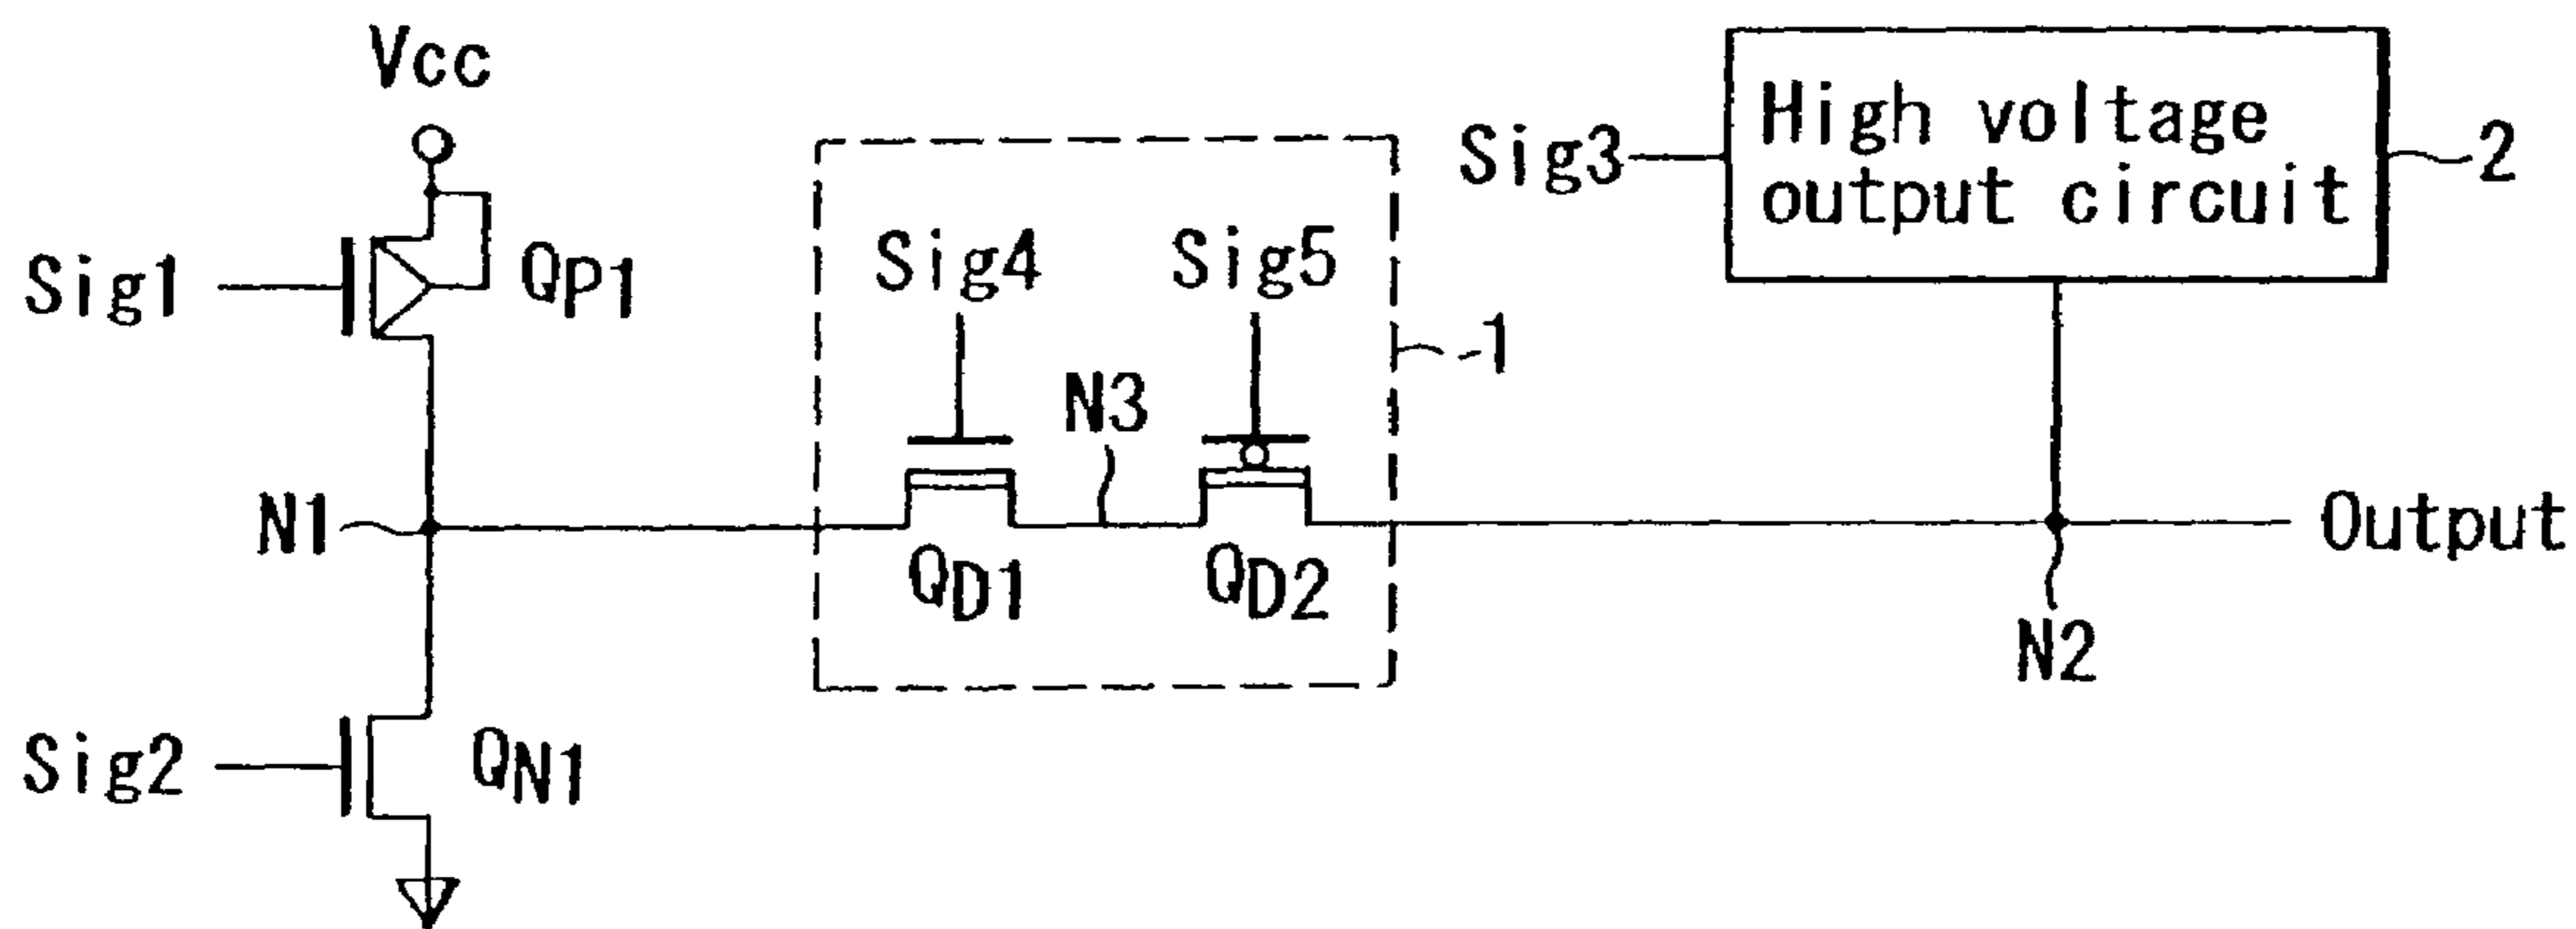 Vcc
High voltage
output circuit
Sig3
2
Sig1
QP1
Sig4
Sig5
1
N3
N1
Output
QD1
QD2
N2
Sig2
QN1